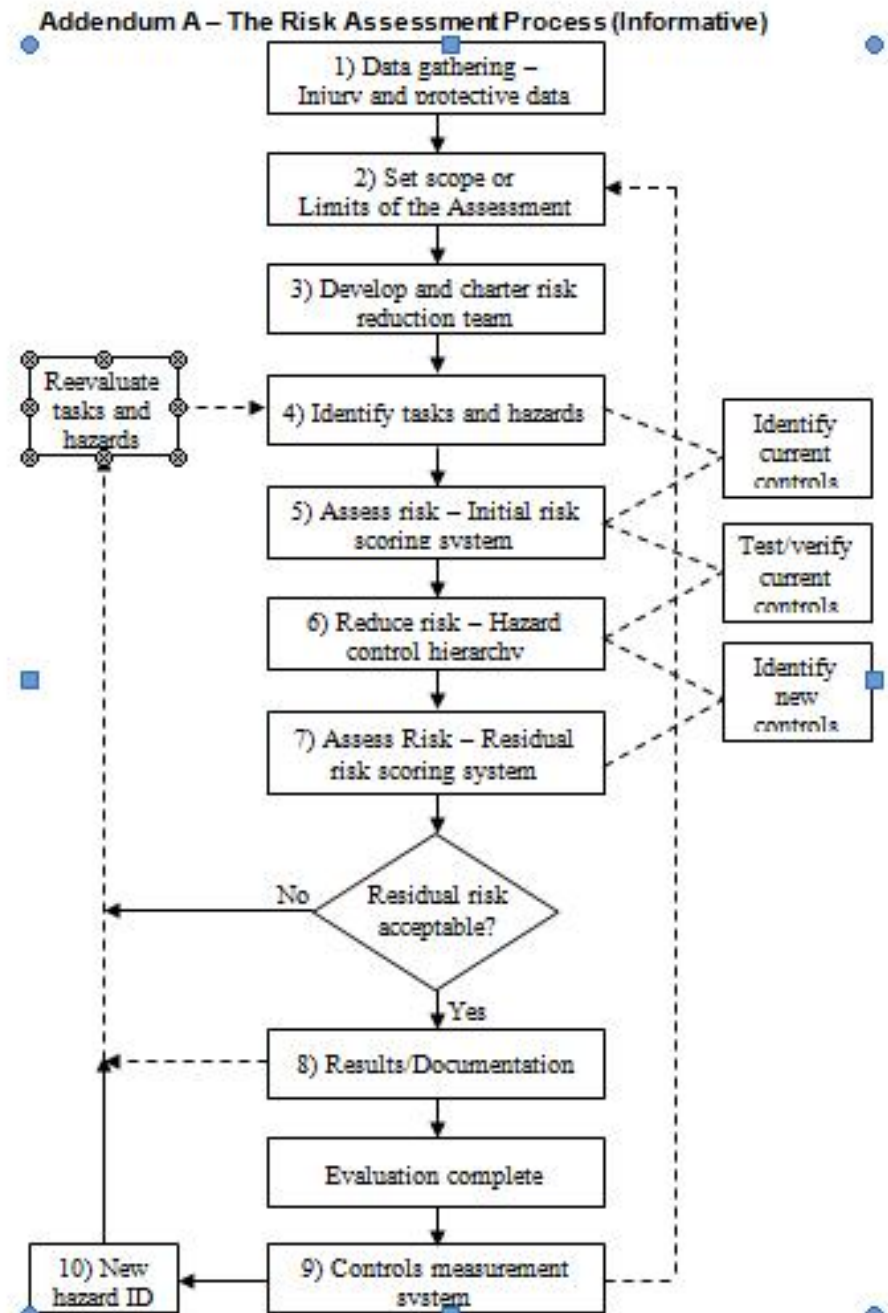 Addendum A – The Risk Assessment Process (Informative)
1) Data gathering –
Injury and protective data
2) Set scope or
Limits of the Assessment
3) Develop and charter risk
reduction team
Reevaluate
tasks and
hazards
4) Identify tasks and hazards
Identify
current
controls
5) Assess risk – Initial risk
scoring system
Test/verify
current
controls
6) Reduce risk – Hazard
control hierarchy
Identify
new
controls
7) Assess Risk – Residual
risk scoring system
No
Residual risk
acceptable?
Yes
8) Results/Documentation
Evaluation complete
10) New
hazard ID
9) Controls measurement
system